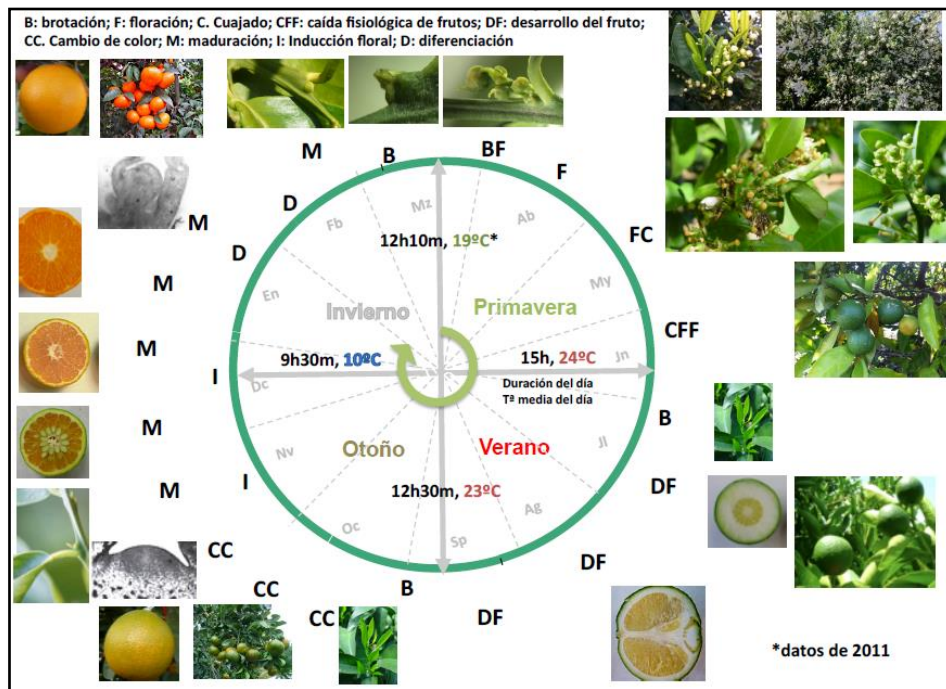 B: brotación; F: floración; C. Cuajado; CFF: caída fisiológica de frutos; DF: desarrollo del fruto;
CC. Cambio de color; M: maduración; I: Inducción floral; D: diferenciación
M
B
BF
F
D
Mz
Fb
Ab
M
12h10m, 19ºC*
FC
D
En
My
M
Invierno
Primavera
CFF
M
9h30m, 10ºC
15h, 24ºC
Jn
I
Dc
Duración del día
Tª media del día
B
M
Otoño
Verano
Jl
Nv
I
M
12h30m, 23ºC
DF
Ag
Oc
Sp
CC
DF
CC
B
CC
DF
*datos de 2011